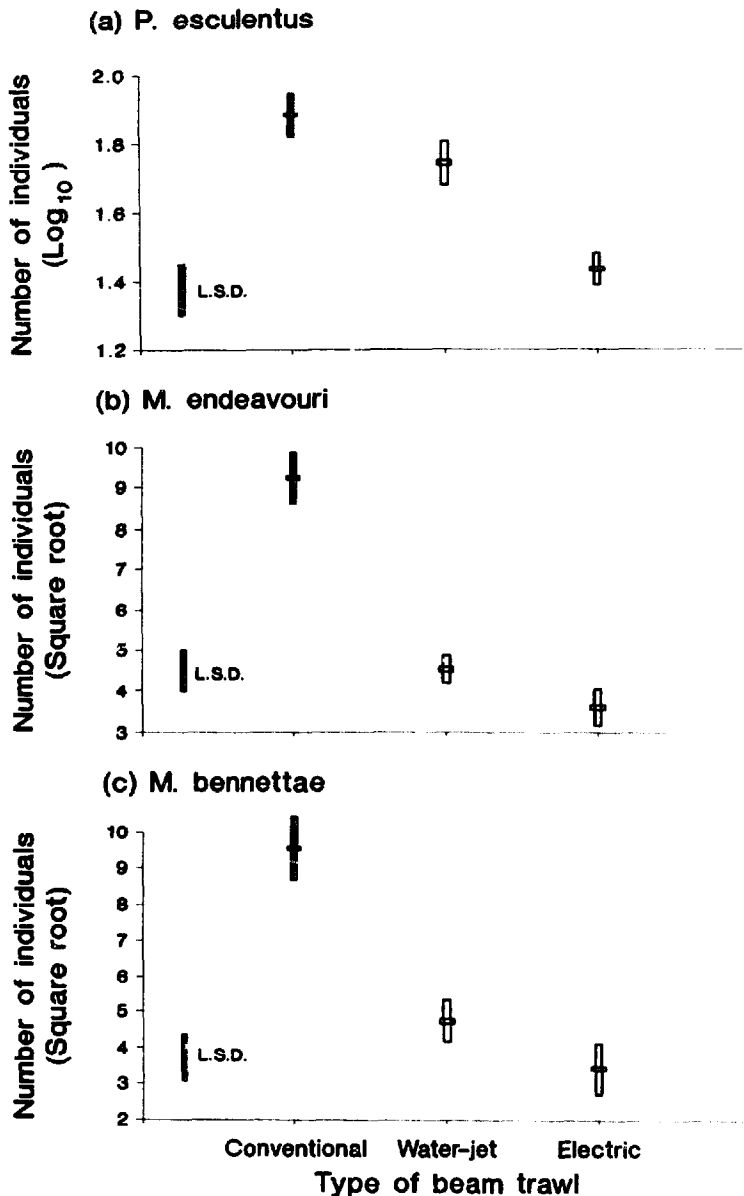 (a) P. esculentus
Number of individuals
(Log10)
2.0
1.8
1.6
1.4
1.2
L.S.D.
(b) M. endeavouri
Number of individuals
(Square root)
10
9
8
7
6
5
4
3
L.S.D.
(c) M. bennettae
Number of individuals
(Square root)
10
9
8
7
6
5
4
3
2
L.S.D.
Conventional Water-jet Electric
Type of beam trawl